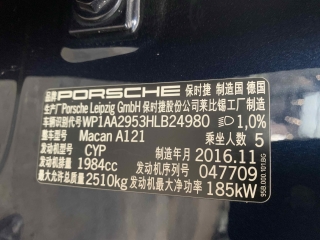 品牌 PORSCHE 保时捷 制造国 德国
生产厂 Porsche Leipzig GmbH 保时捷股份公司莱比锡工厂制造
车辆识别代号 WP1AA2953HLB24980 1,0%
整车型号 Macan A121 乘坐人数 5
发动机型号 CYP 制造年月 2016.11
发动机排量 1984cc 发动机号 047709
最大允许总质量 2510kg 发动机最大净功率 185kW